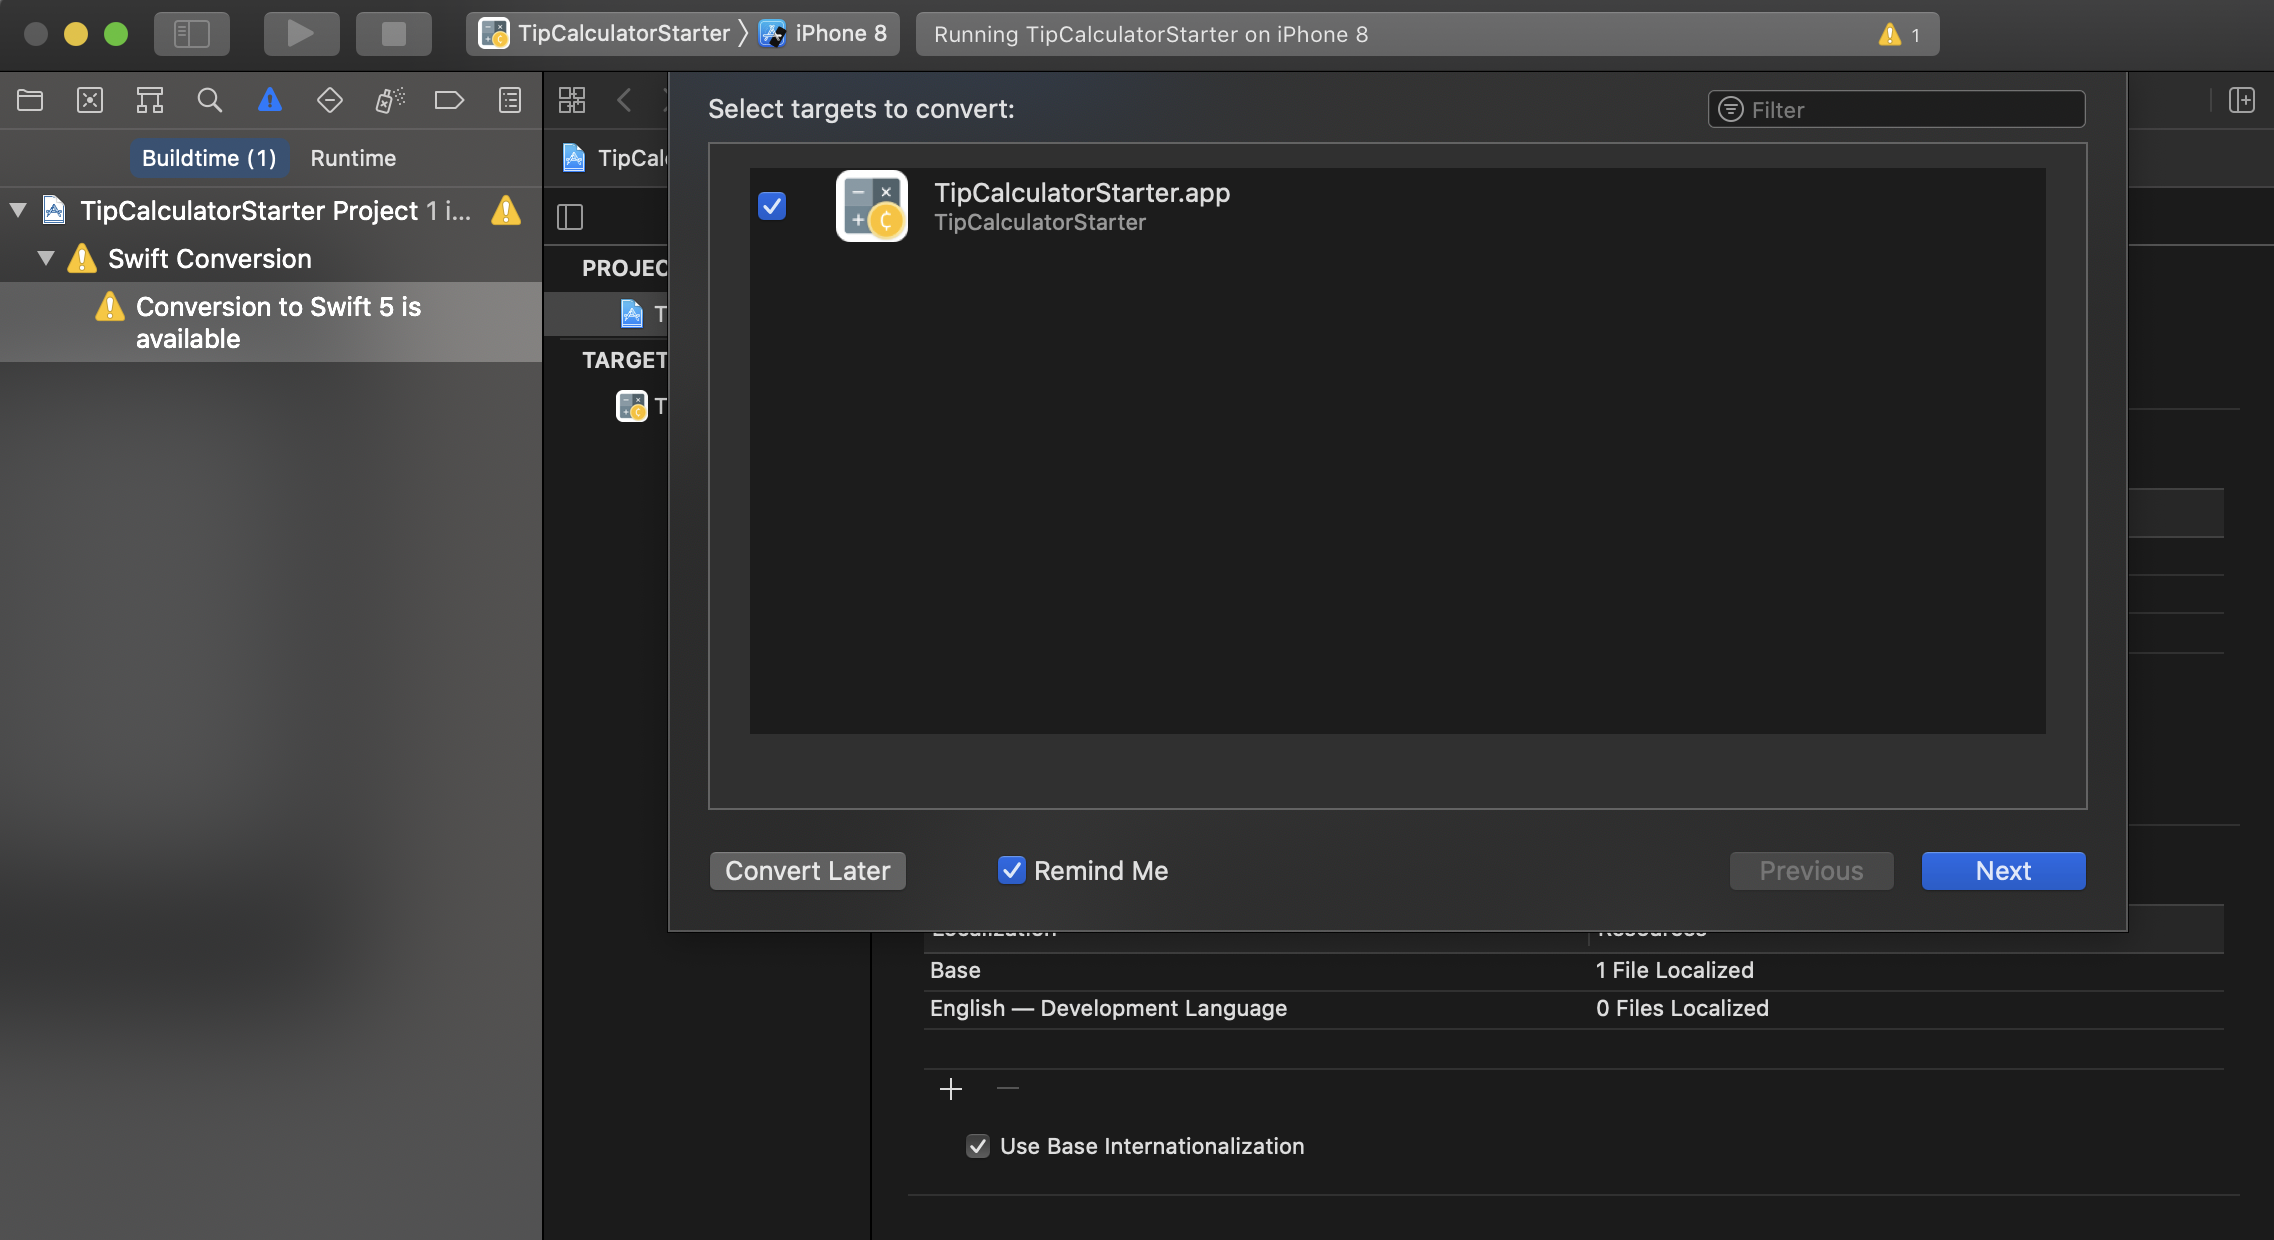 TipCalculatorStarter
iPhone 8
Running TipCalculatorStarter on iPhone 8
1
Buildtime (1)
Runtime
TipCalculatorStarter Project 1 i...
Swift Conversion
Conversion to Swift 5 is
available
TipCal
PROJEC
T
TARGET
T
Select targets to convert:
Filter
TipCalculatorStarter.app
TipCalculatorStarter
Convert Later
Remind Me
Previous
Next
Localization
Resources
Base
1 File Localized
English — Development Language
0 Files Localized
Use Base Internationalization